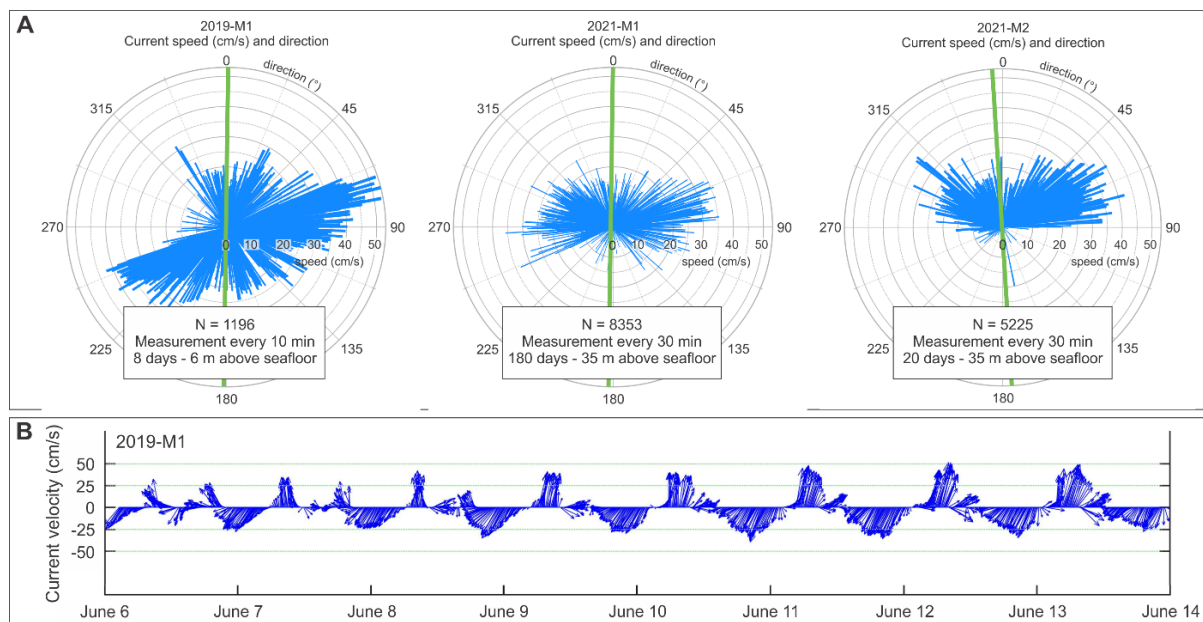 A
2019-M1
Current speed (cm/s) and direction
0
direction (°)
45
90
135
180
225
270
315
0 10 20 30 40 50
speed (cm/s)
N = 1196
Measurement every 10 min
8 days - 6 m above seafloor
2021-M1
Current speed (cm/s) and direction
0
direction (°)
45
90
135
180
225
270
315
0 10 20 30 40 50
speed (cm/s)
N = 8353
Measurement every 30 min
180 days - 35 m above seafloor
2021-M2
Current speed (cm/s) and direction
0
direction (°)
45
90
135
180
225
270
315
0 10 20 30 40 50
speed (cm/s)
N = 5225
Measurement every 30 min
20 days - 35 m above seafloor
B
2019-M1
Current velocity (cm/s)
50
25
0
-25
-50
June 6 June 7 June 8 June 9 June 10 June 11 June 12 June 13 June 14